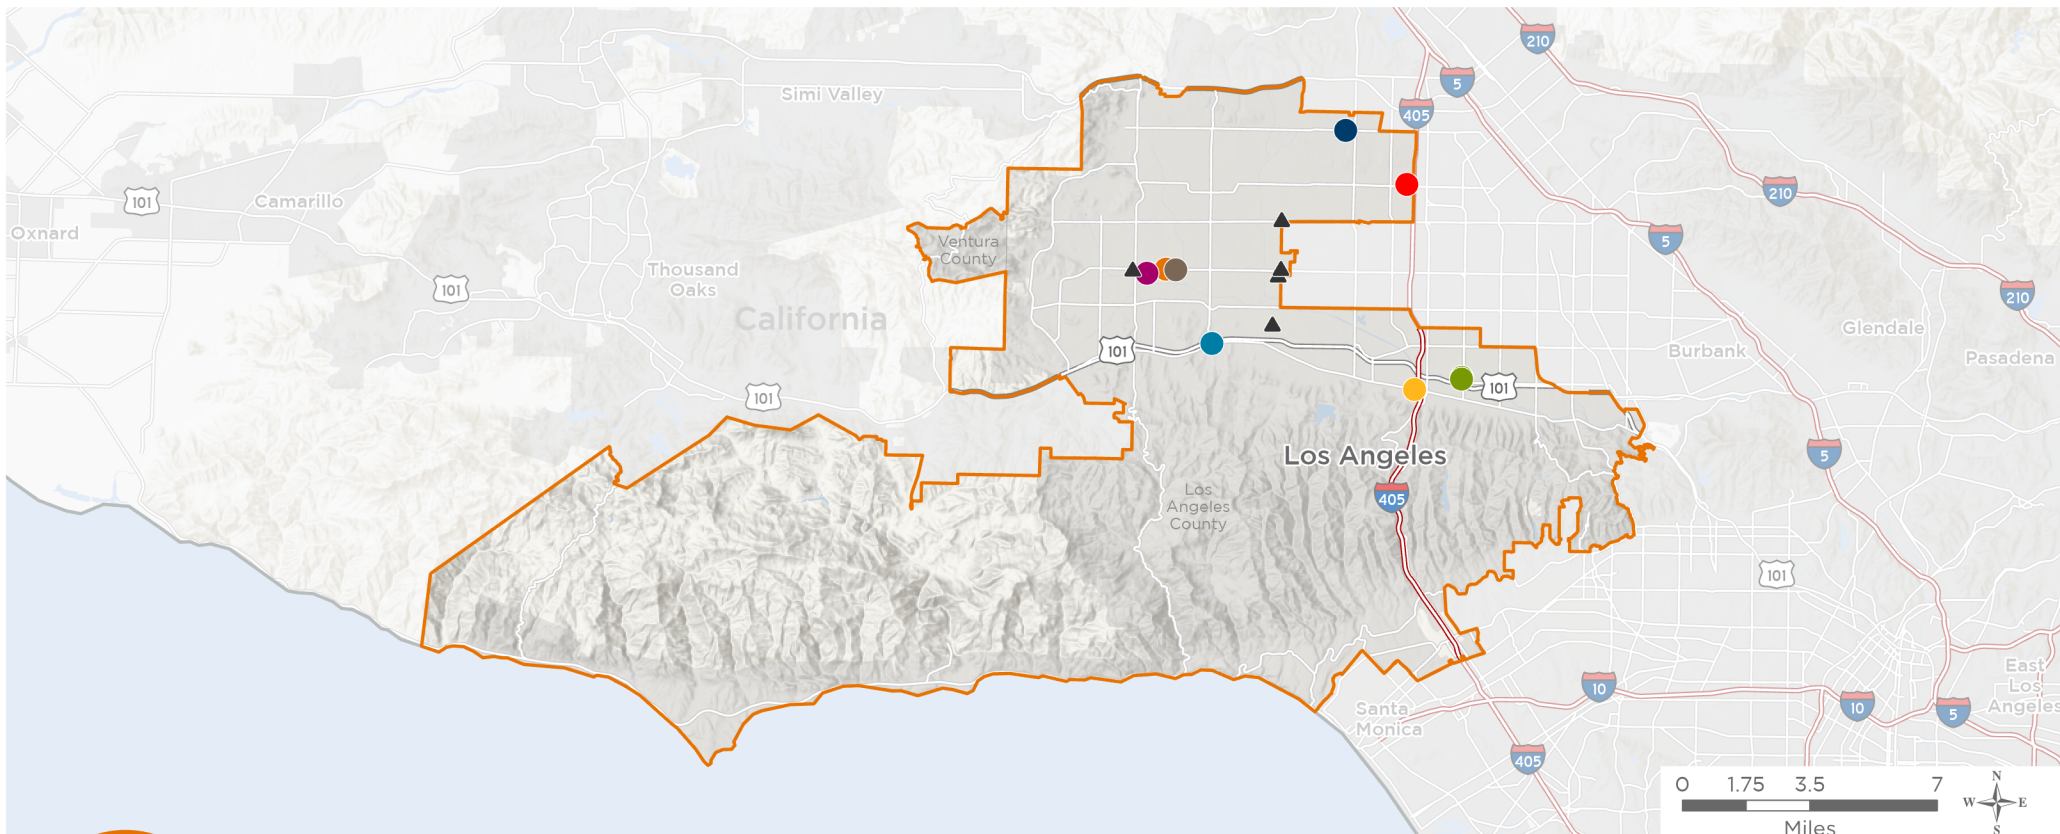 210
5
405
Simi Valley
101
Camarillo
210
Oxnard
5
Ventura
County
Thousand
Oaks
101
210
California
Glendale
101
Burbank
Pasadena
101
101
Los Angeles
5
405
Los
Angeles
County
101
East
Los
Angeles
10
10
5
Santa
Monica
405
0 1.75 3.5 7
Miles
N
W E
S